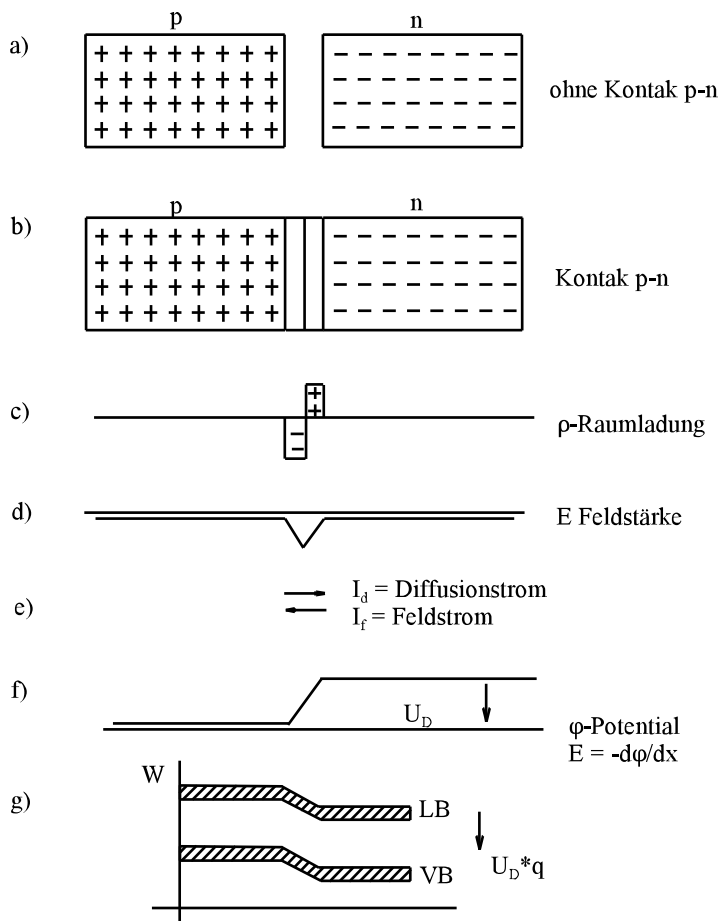 p n
a)
+ + + + + + + +
+ + + + + + + +
+ + + + + + + +
+ + + + + + + +
− − − − − − − −
− − − − − − − −
− − − − − − − −
− − − − − − − −
ohne Kontak p-n
p n
b)
+ + + + + + + +
+ + + + + + + +
+ + + + + + + +
+ + + + + + + +
− − − − − − − −
− − − − − − − −
− − − − − − − −
− − − − − − − −
Kontak p-n
c)
+
+
−
−
ρ-Raumladung
d)
E Feldstärke
e)
I_d = Diffusionstrom
I_f = Feldstrom
f)
U_D
φ-Potential
E = -dφ/dx
g)
W
LB
VB
U_D*q